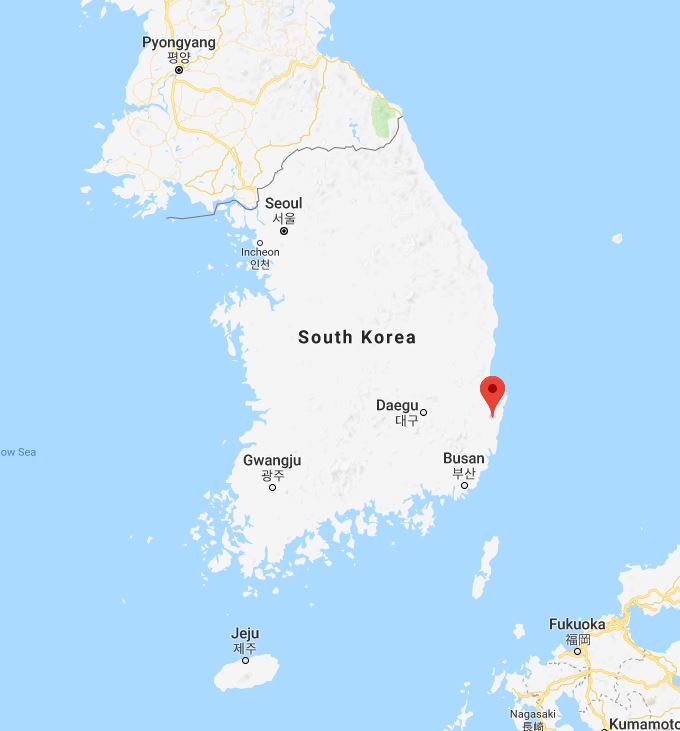 Pyongyang
평양
Seoul
서울
Incheon
인천
South Korea
Daegu
대구
ow Sea
Gwangju
광주
Busan
부산
Jeju
제주
Fukuoka
福岡
Nagasaki
長崎
Kumamoto